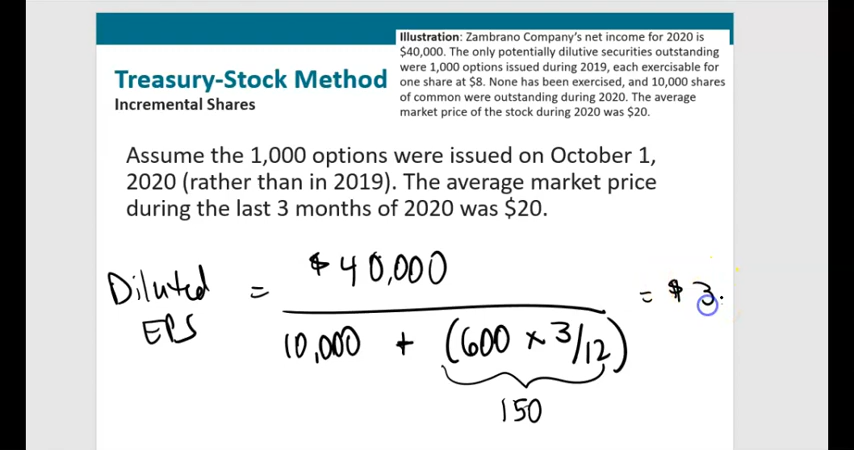 Illustration: Zambrano Company's net income for 2020 is
$40,000. The only potentially dilutive securities outstanding
were 1,000 options issued during 2019, each exercisable for
one share at $8. None has been exercised, and 10,000 shares
of common were outstanding during 2020. The average
market price of the stock during 2020 was $20.
Treasury-Stock Method
Incremental Shares
Assume the 1,000 options were issued on October 1,
2020 (rather than in 2019). The average market price
during the last 3 months of 2020 was $20.
Diluted EPS = $40,000 = $3.
10,000 + (600 × 3/12)
150